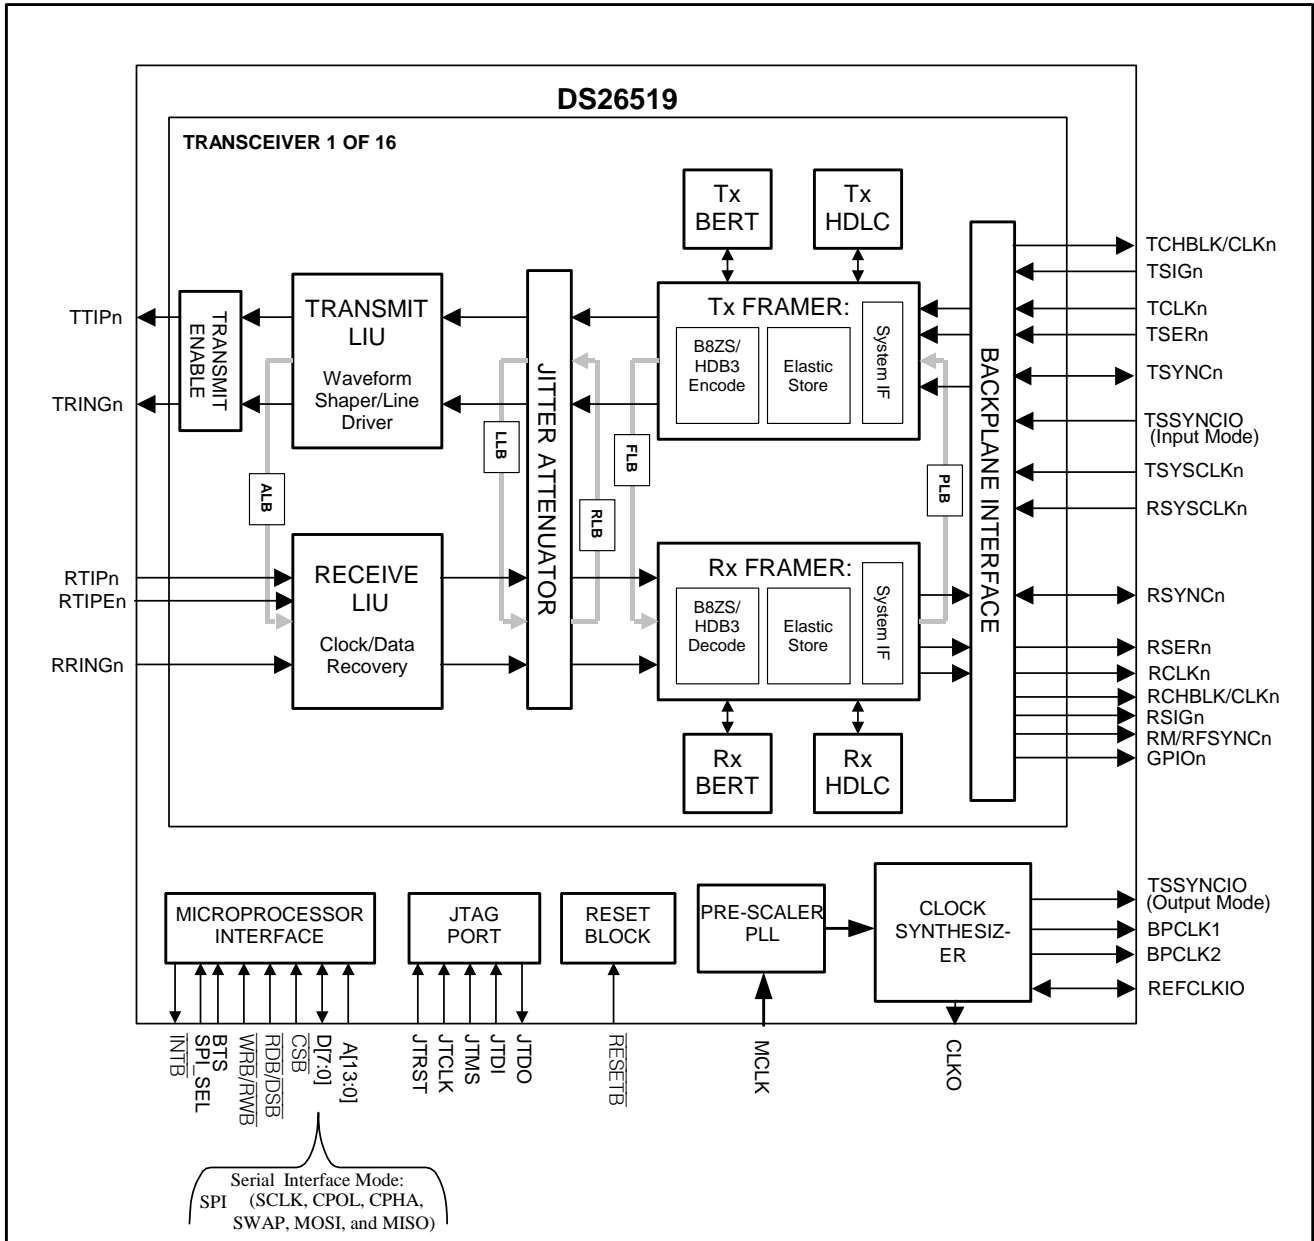 DS26519
TRANSCEIVER 1 OF 16
Tx
BERT
Tx
HDLC
TTIPn
TRINGn
TRANSMIT
ENABLE
TRANSMIT
LIU
Waveform
Shaper/Line
Driver
JITTER ATTENUATOR
Tx FRAMER:
B8ZS/
HDB3
Encode
Elastic
Store
System IF
BACKPLANE INTERFACE
TCHBLK/CLKn
TSIGn
TCLKn
TSERn
TSYNCn
TSSYNCIO
(Input Mode)
TSYSCLKn
RSYSCLKn
ALB
LLB
RLB
FLB
PLB
RTIPn
RTIPEn
RRINGn
RECEIVE
LIU
Clock/Data
Recovery
Rx FRAMER:
B8ZS/
HDB3
Decode
Elastic
Store
System IF
RSYNCn
RSERn
RCLKn
RCHBLK/CLKn
RSIGn
RM/RFSYNCn
GPIOn
Rx
BERT
Rx
HDLC
MICROPROCESSOR
INTERFACE
JTAG
PORT
RESET
BLOCK
PRE-SCALER
PLL
CLOCK
SYNTHESIZ-
ER
TSSYNCIO
(Output Mode)
BPCLK1
BPCLK2
REFCLKIO
INTB
SPI_SEL
BTS
WRB/RWB
RDB/DSB
CSB
D[7:0]
A[13:0]
JTRST
JTCLK
JTMS
JTDI
JTDO
RESETB
MCLK
CLKO
Serial Interface Mode:
SPI (SCLK, CPOL, CPHA,
SWAP, MOSI, and MISO)